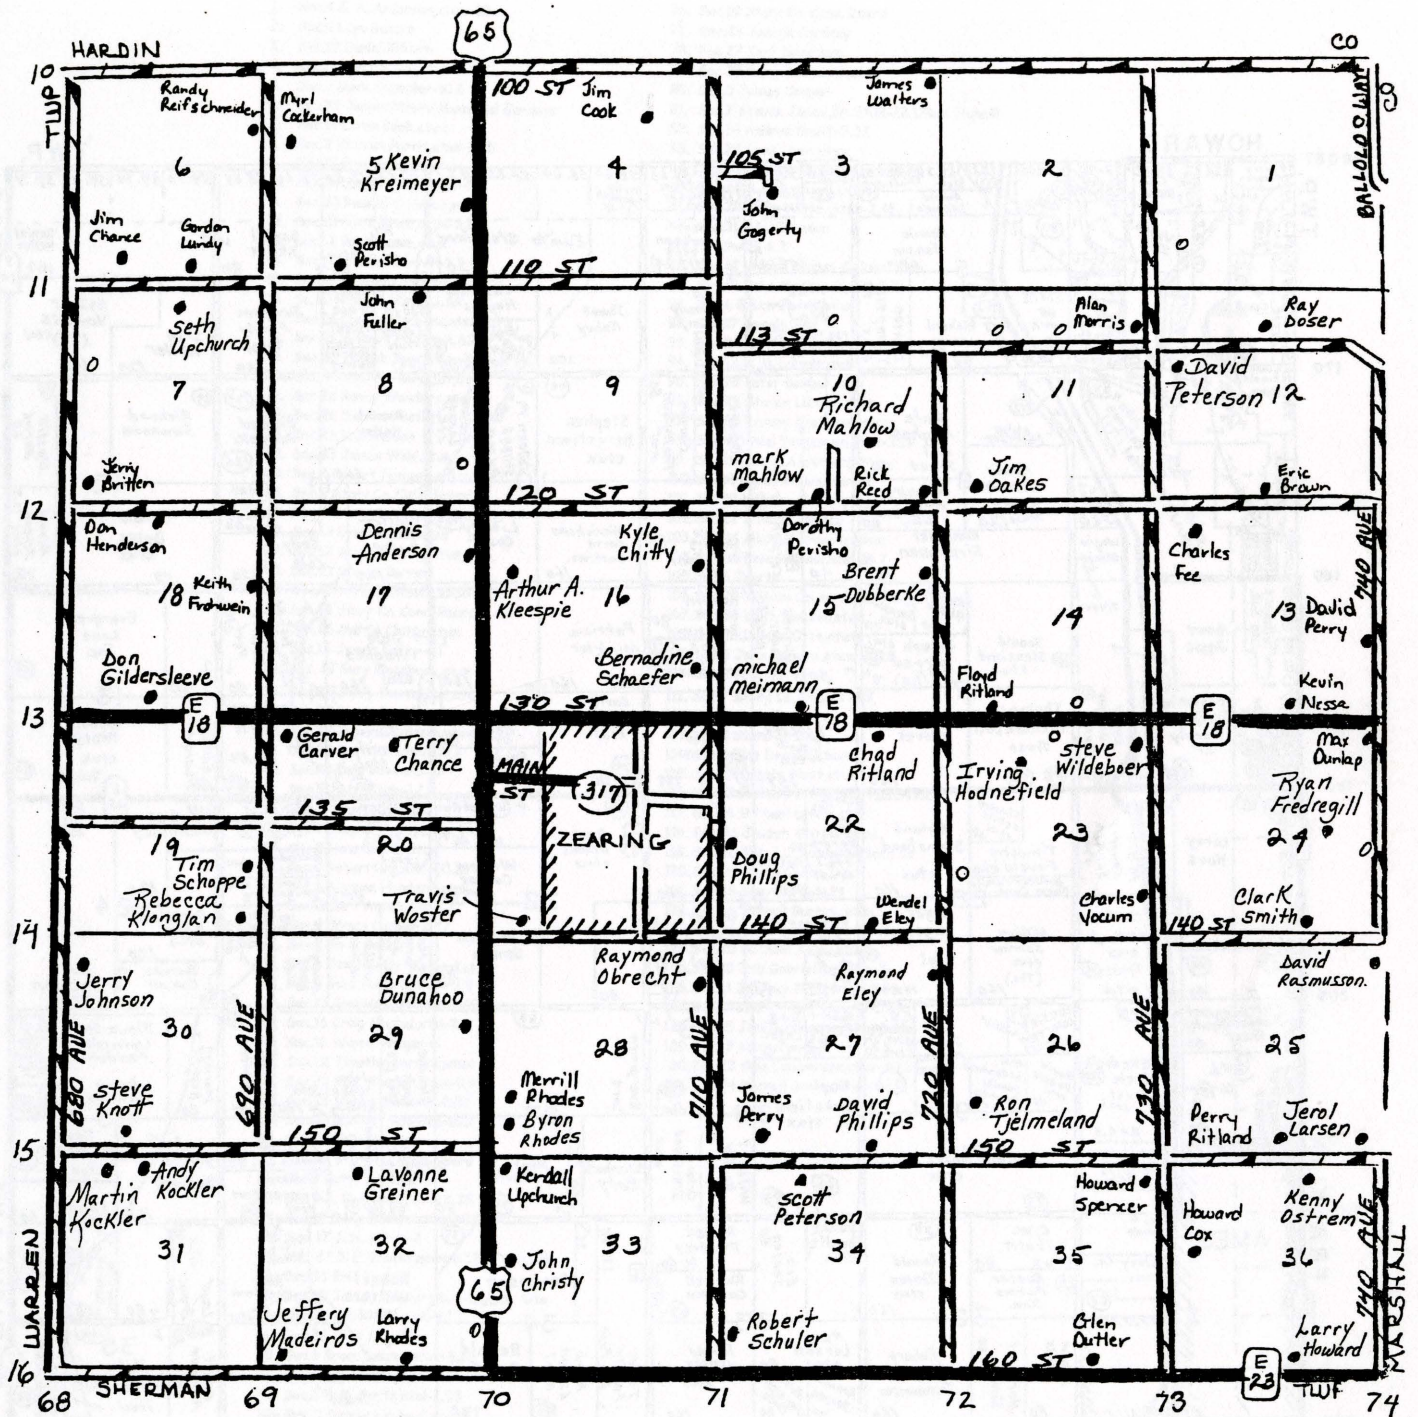 65
HARDIN
CO
10
TWP
Randy
Reifschneider
Myrl
Cockerham
100 ST
Jim
Cook
James
Walters
BALLOO & WAY
CO
6
5
Kevin
Kreimeyer
4
105 ST
3
2
1
Jim
Chance
Gordon
Lundy
Scott
Perisho
John
Gogerty
110 ST
11
Seth
Upchurch
John
Fuller
113 ST
Alan
Morris
Ray
Doser
7
8
9
10
Richard
Mahlow
11
David
Peterson
12
Jerry
Britten
mark
Mahlow
Rick
Reed
Jim
Oakes
Eric
Brown
120 ST
12
Don
Henderson
Dennis
Anderson
Kyle
Chitty
Dorothy
Perisho
Charles
Fee
740 AVE
18
Keith
Frohwein
17
Arthur A.
Kleespie
16
15
Brent
Dubberke
14
13
David
Perry
Don
Gildersleeve
Bernadine
Schaefer
michael
meimann
Floyd
Ritland
Kevin
Nessa
13
E
18
130 ST
E
18
E
18
Gerald
Carver
Terry
Chance
MAIN
ST
317
Chad
Ritland
Irving
Hodnefield
Steve
Wildeboer
Max
Dunlap
Ryan
Fredregill
135 ST
19
20
ZEARING
22
23
24
Tim
Schoppe
Rebecca
Klonglan
Travis
Woster
Doug
Phillips
Wendel
Eley
Charles
Yocum
Clark
Smith
140 ST
140 ST
14
Jerry
Johnson
Bruce
Dunahoo
Raymond
Obrecht
Raymond
Eley
David
Rasmusson.
680 AVE
30
690 AVE
29
28
710 AVE
27
720 AVE
26
730 AVE
25
Steve
Knott
Merrill
Rhodes
Byron
Rhodes
James
Perry
David
Phillips
Ron
Tjelmeland
Perry
Ritland
Jerol
Larsen
15
150 ST
150 ST
Martin
Kockler
Andy
Kockler
LaVonne
Greiner
Kendall
Upchurch
Scott
Peterson
Howard
Spencer
Howard
Cox
Kenny
Ostrem
WARREN
31
32
33
34
35
36
740 AVE
MARSHALL
65
John
Christy
Jeffery
Madeiros
Larry
Rhodes
Robert
Schuler
Glen
Dutler
Larry
Howard
160 ST
E
23
TWP
16
SHERMAN
68
69
70
71
72
73
74